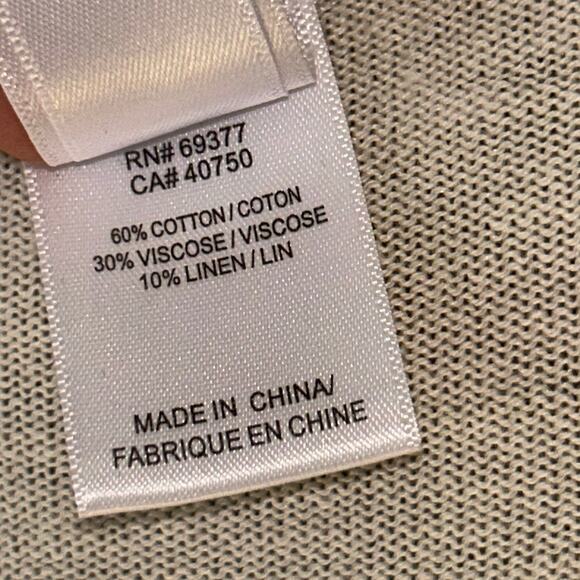 RN# 69377
CA# 40750
60% COTTON / COTON
30% VISCOSE / VISCOSE
10% LINEN / LIN
MADE IN CHINA/
FABRIQUE EN CHINE